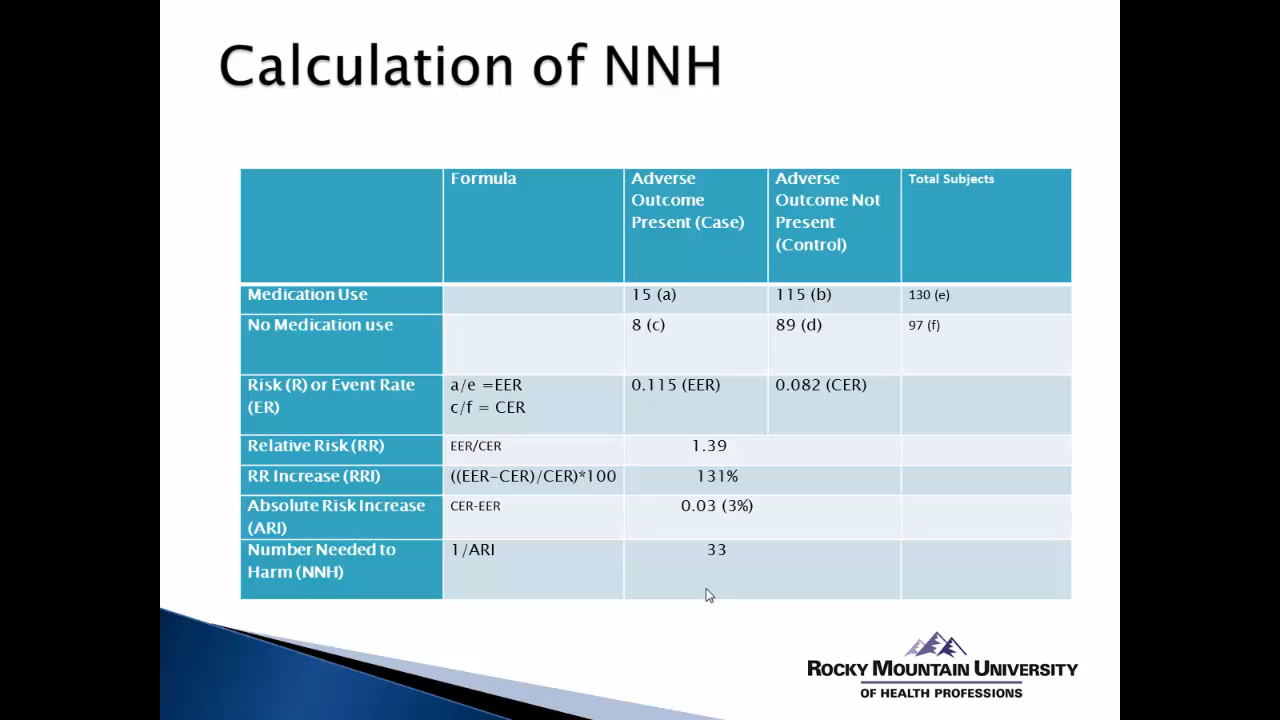 Calculation of NNH
Formula
Adverse
Outcome
Present (Case)
Adverse
Outcome Not
Present
(Control)
Total Subjects
Medication Use
15 (a)
115 (b)
130 (e)
No Medication use
8 (c)
89 (d)
97 (f)
Risk (R) or Event Rate
(ER)
a/e =EER
c/f = CER
0.115 (EER)
0.082 (CER)
Relative Risk (RR)
EER/CER
1.39
RR Increase (RRI)
((EER-CER)/CER)*100
131%
Absolute Risk Increase
(ARI)
CER-EER
0.03 (3%)
Number Needed to
Harm (NNH)
1/ARI
33
ROCKY MOUNTAIN UNIVERSITY
OF HEALTH PROFESSIONS